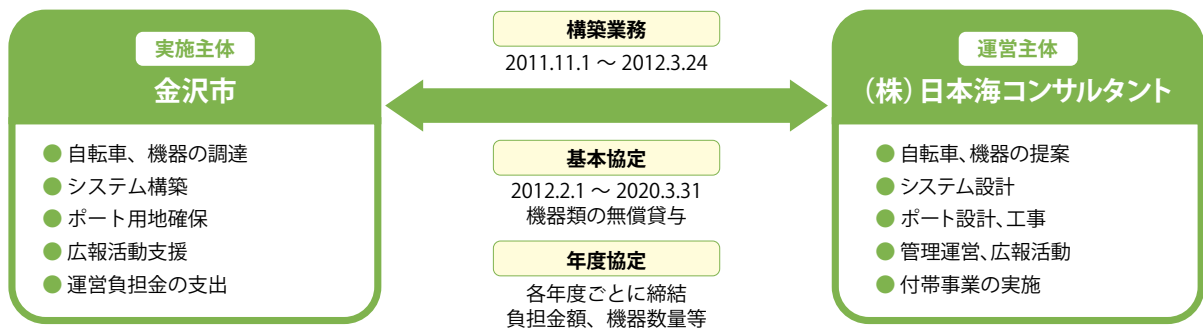 実施主体
金沢市
● 自転車、機器の調達
● システム構築
● ポート用地確保
● 広報活動支援
● 運営負担金の支出
構築業務
2011.11.1 ～ 2012.3.24
基本協定
2012.2.1 ～ 2020.3.31
機器類の無償貸与
年度協定
各年度ごとに締結
負担金額、機器数量等
運営主体
（株）日本海コンサルタント
● 自転車、機器の提案
● システム設計
● ポート設計、工事
● 管理運営、広報活動
● 付帯事業の実施